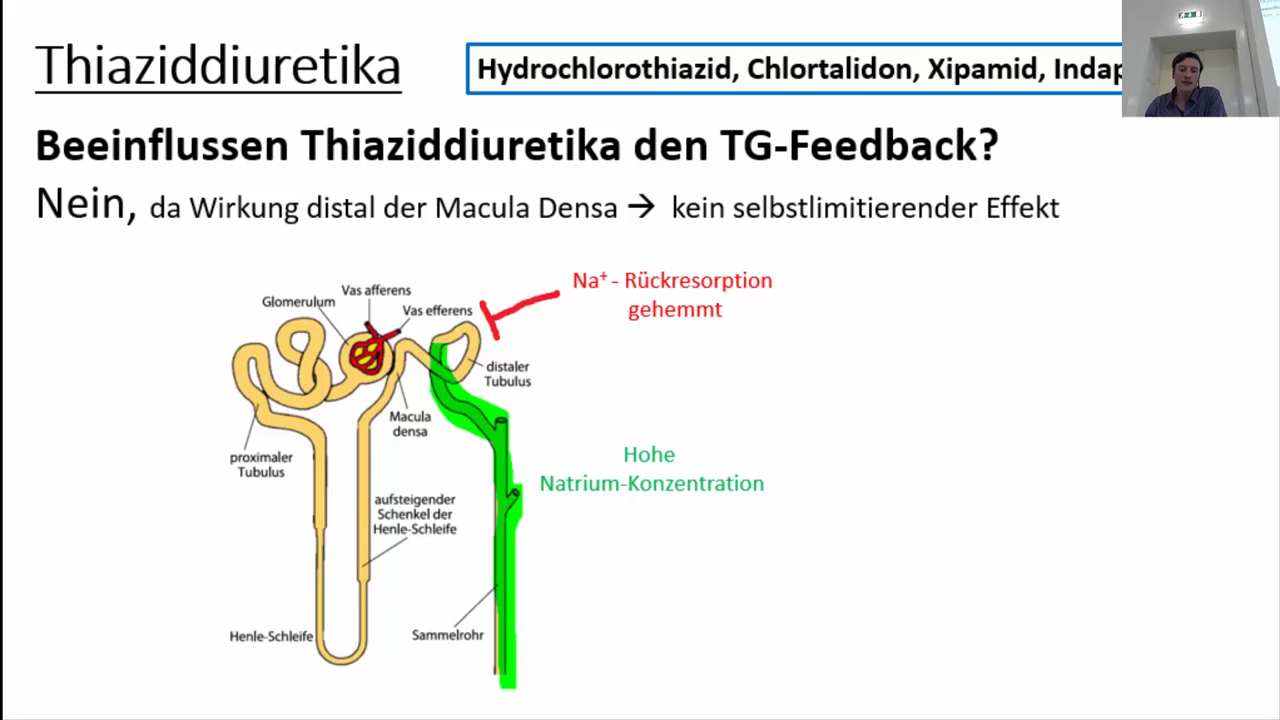 Thiaziddiuretika
Hydrochlorothiazid, Chlortalidon, Xipamid,
Beeinflussen Thiaziddiuretika den TG-Feedback?
Nein, da Wirkung distal der Macula Densa → kein selbstlimitierender Effekt
Na⁺ - Rückresorption
gehemmt
Vas afferens
Glomerulum
Vas efferens
distaler
Tubulus
Macula
densa
proximaler
Tubulus
Hohe
Natrium-Konzentration
aufsteigender
Schenkel der
Henle-Schleife
Henle-Schleife
Sammelrohr